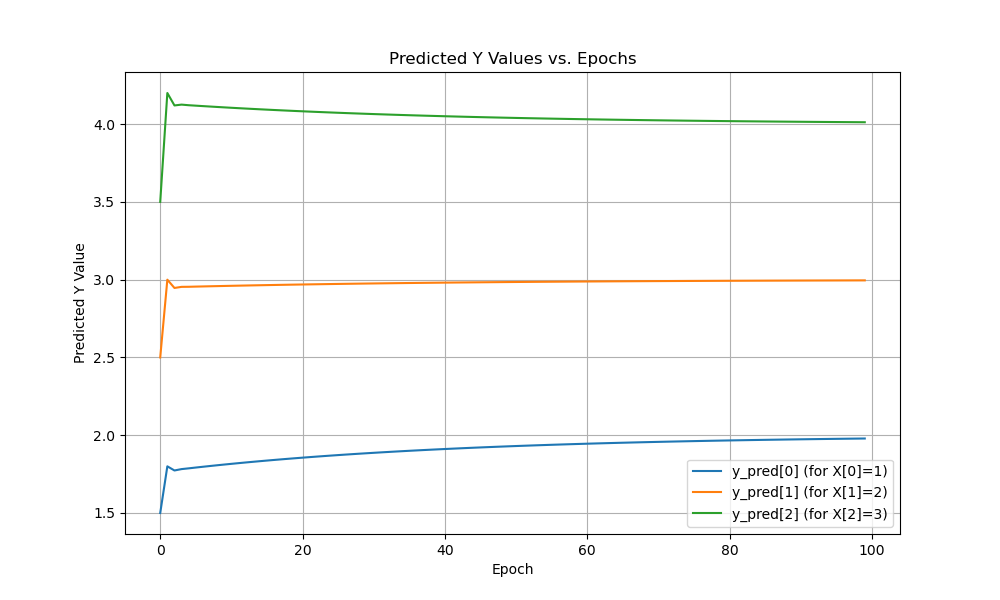 Predicted Y Values vs. Epochs
Predicted Y Value
4.0
3.5
3.0
2.5
2.0
1.5
y_pred[0] (for X[0]=1)
y_pred[1] (for X[1]=2)
y_pred[2] (for X[2]=3)
0 20 40 60 80 100
Epoch